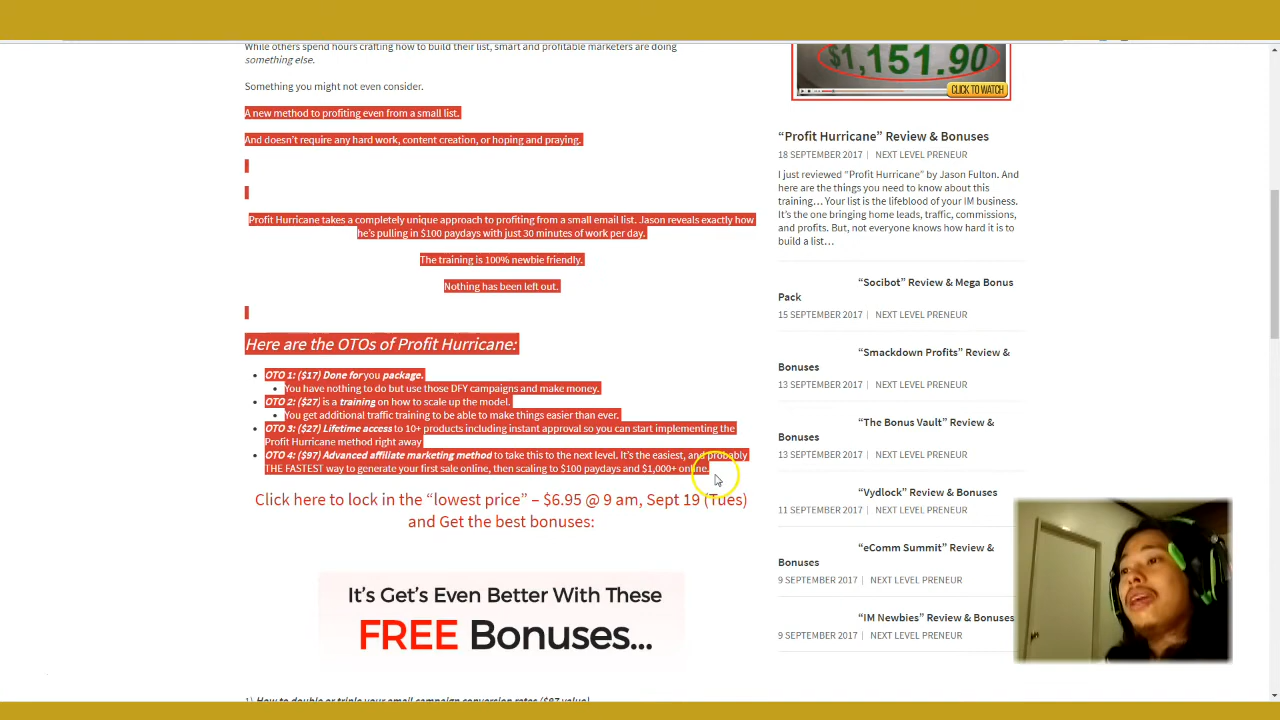 While others spend hours crafting how to build their list, smart and profitable marketers are doing
something else.
Something you might not even consider.
A new method to profiting even from a small list.
And doesn't require any hard work, content creation, or hoping and praying.
Profit Hurricane takes a completely unique approach to profiting from a small email list. Jason reveals exactly how
he's pulling in $100 paydays with just 30 minutes of work per day.
The training is 100% newbie friendly.
Nothing has been left out.
Here are the OTOs of Profit Hurricane:
OTO 1: ($17) Done for you package.
You have nothing to do but use those DFY campaigns and make money.
OTO 2: ($27) is a training on how to scale up the model.
You get additional traffic training to be able to make things easier than ever.
OTO 3: ($27) Lifetime access to 10+ products including instant approval so you can start implementing the
Profit Hurricane method right away
OTO 4: ($97) Advanced affiliate marketing method to take this to the next level. It's the easiest, and probably
THE FASTEST way to generate your first sale online, then scaling to $100 paydays and $1,000+ online.
Click here to lock in the “lowest price” – $6.95 @ 9 am, Sept 19 (Tues)
and Get the best bonuses:
It's Get's Even Better With These
FREE Bonuses...
1) How to double or triple your email campaign conversion rates ($97 value)
$1,151.90
CLICK TO WATCH
“Profit Hurricane” Review & Bonuses
18 SEPTEMBER 2017 | NEXT LEVEL PRENEUR
I just reviewed “Profit Hurricane” by Jason Fulton. And
here are the things you need to know about this
training… Your list is the lifeblood of your IM business.
It's the one bringing home leads, traffic, commissions,
and profits. But, not everyone knows how hard it is to
build a list…
“Socibot” Review & Mega Bonus
Pack
15 SEPTEMBER 2017 | NEXT LEVEL PRENEUR
“Smackdown Profits” Review &
Bonuses
13 SEPTEMBER 2017 | NEXT LEVEL PRENEUR
“The Bonus Vault” Review &
Bonuses
13 SEPTEMBER 2017 | NEXT LEVEL PRENEUR
“Vydlock” Review & Bonuses
11 SEPTEMBER 2017 | NEXT LEVEL PRENEUR
“eComm Summit” Review &
Bonuses
9 SEPTEMBER 2017 | NEXT LEVEL PRENEUR
“IM Newbies” Review & Bonuses
9 SEPTEMBER 2017 | NEXT LEVEL PRENEUR